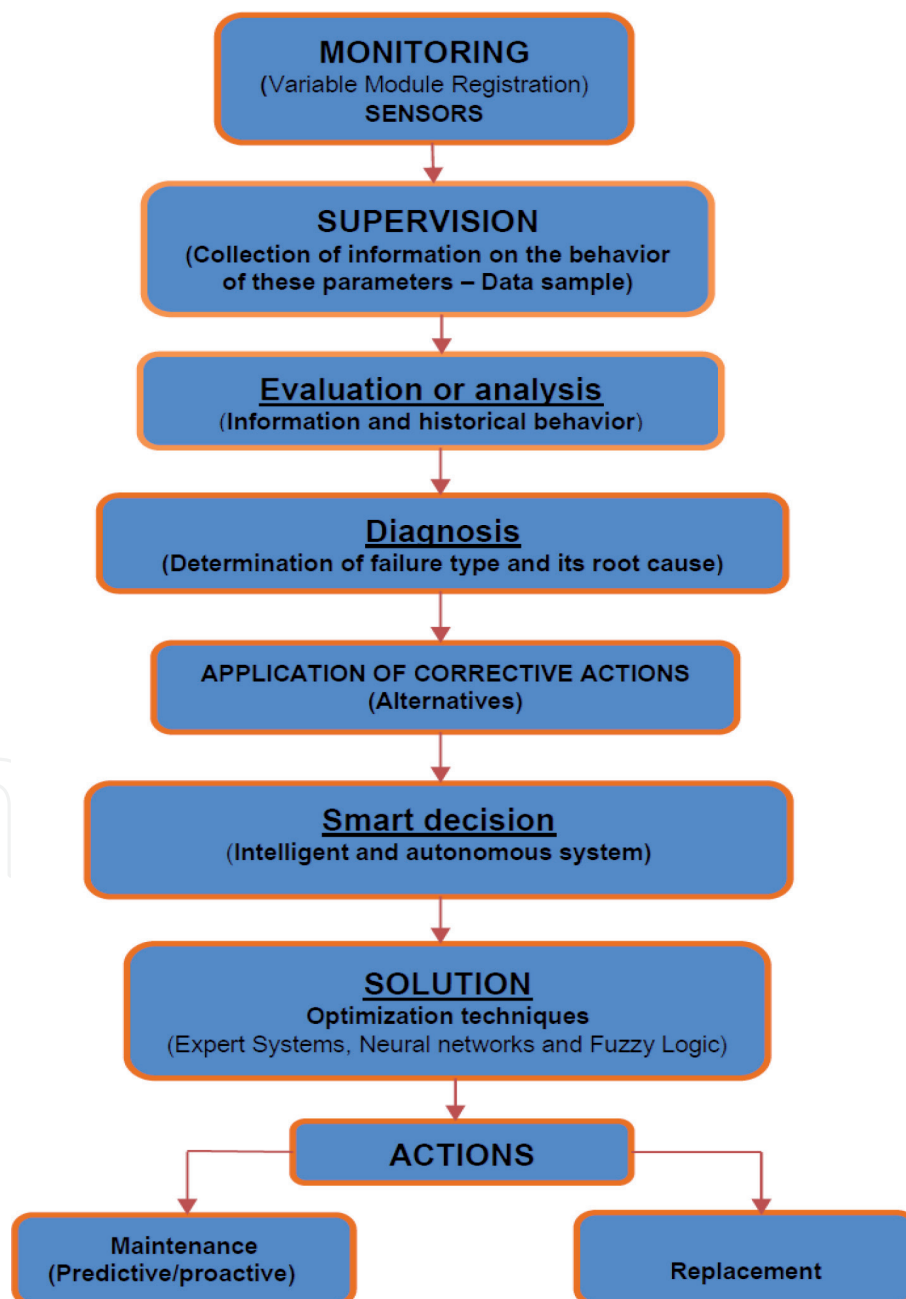 MONITORING
(Variable Module Registration)
SENSORS
SUPERVISION
(Collection of information on the behavior
of these parameters – Data sample)
Evaluation or analysis
(Information and historical behavior)
Diagnosis
(Determination of failure type and its root cause)
APPLICATION OF CORRECTIVE ACTIONS
(Alternatives)
Smart decision
(Intelligent and autonomous system)
SOLUTION
Optimization techniques
(Expert Systems, Neural networks and Fuzzy Logic)
ACTIONS
Maintenance
(Predictive/proactive)
Replacement